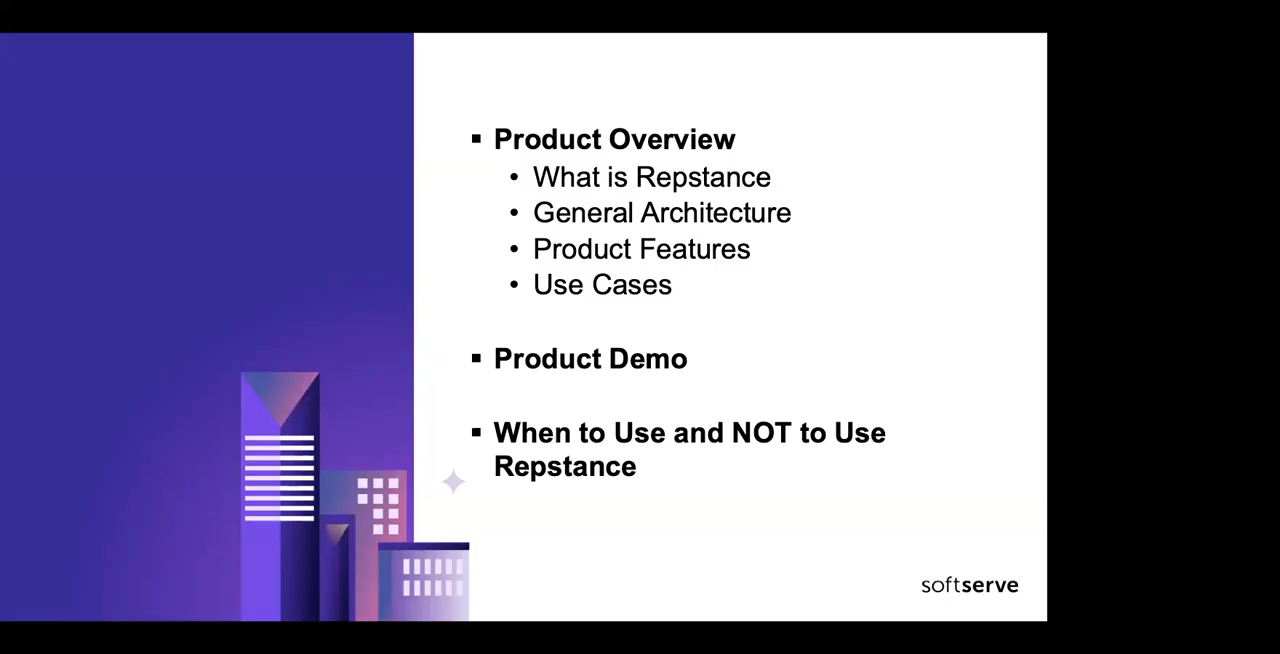 Product Overview
What is Repstance
General Architecture
Product Features
Use Cases
Product Demo
When to Use and NOT to Use
Repstance
softserve